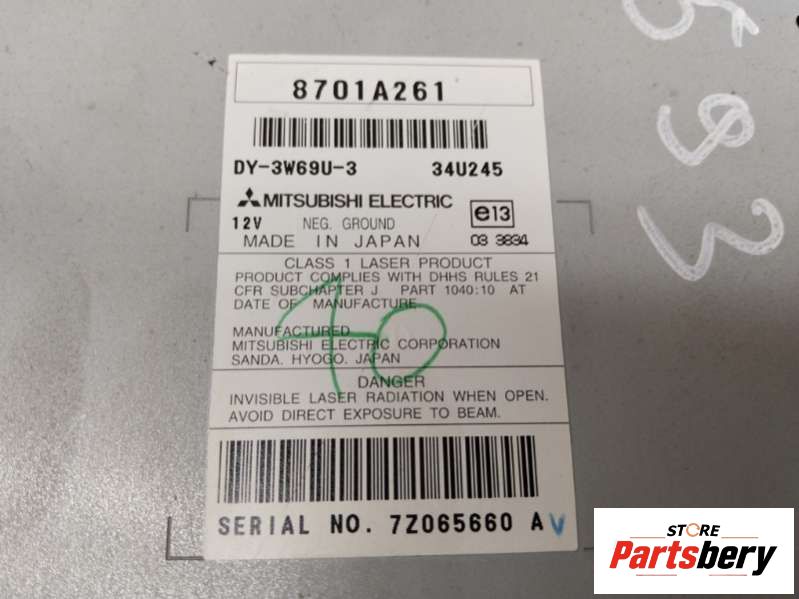 8701A261
DY-3W69U-3 34U245
MITSUBISHI ELECTRIC
12V NEG. GROUND e13
MADE IN JAPAN 03 3834
CLASS 1 LASER PRODUCT
PRODUCT COMPLIES WITH DHHS RULES 21
CFR SUBCHAPTER J PART 1040:10 AT
DATE OF MANUFACTURE
MANUFACTURED
MITSUBISHI ELECTRIC CORPORATION
SANDA. HYOGO. JAPAN
DANGER
INVISIBLE LASER RADIATION WHEN OPEN.
AVOID DIRECT EXPOSURE TO BEAM.
SERIAL NO. 7Z065660 A
STORE
Partsbery